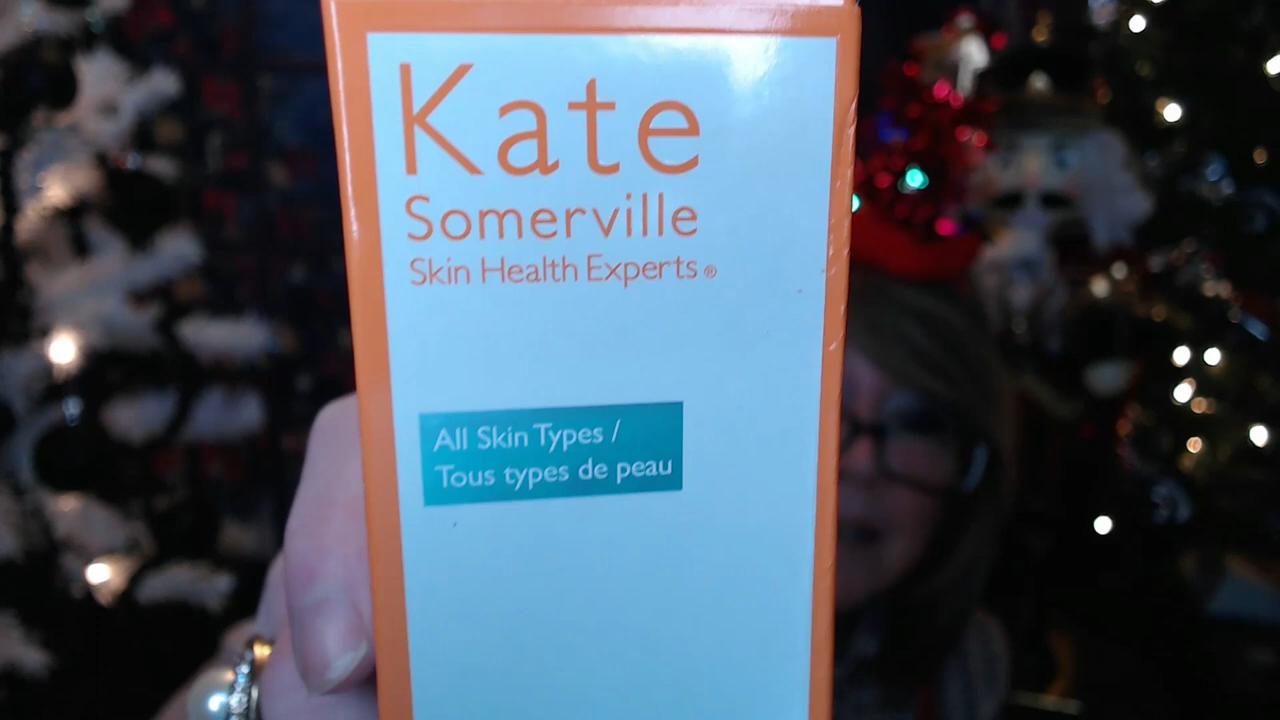 Kate
Somerville
Skin Health Experts®
All Skin Types /
Tous types de peau